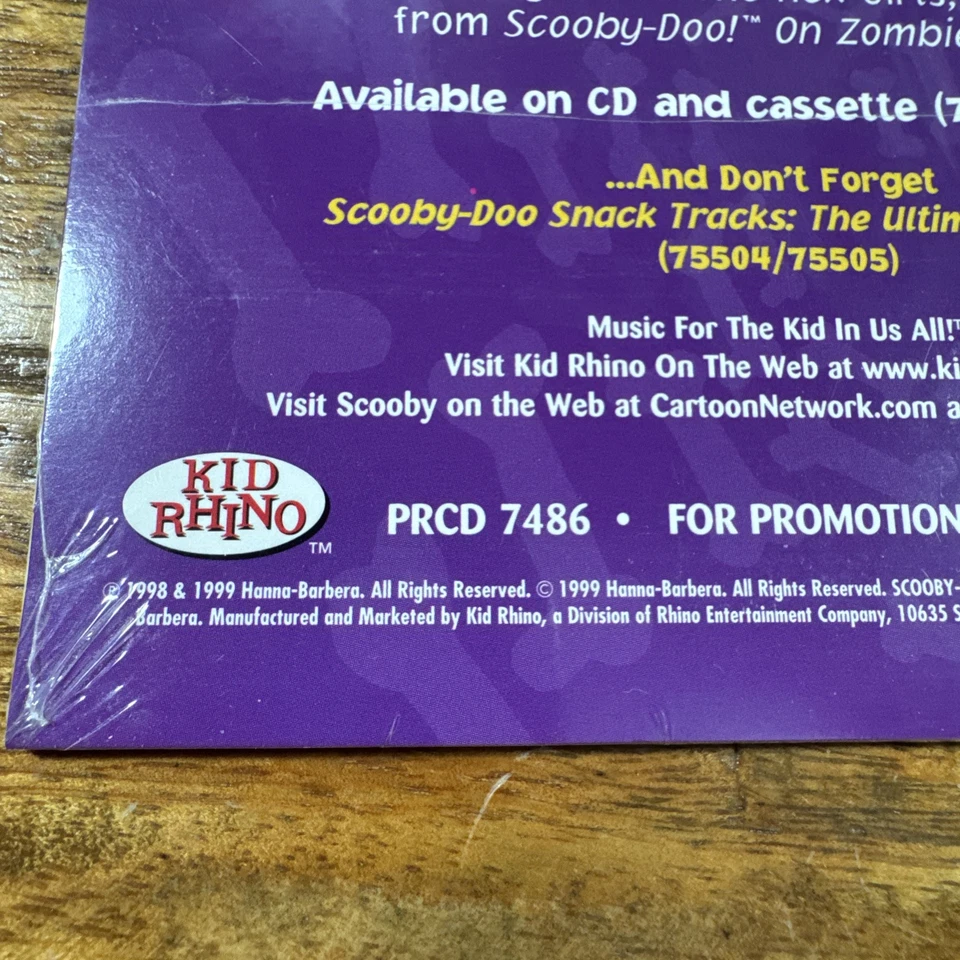 from Scooby-Doo!™ On Zombie
Available on CD and cassette (7
...And Don't Forget
Scooby-Doo Snack Tracks: The Ultim
(75504/75505)
Music For The Kid In Us All!™
Visit Kid Rhino On The Web at www.ki
Visit Scooby on the Web at CartoonNetwork.com a
KID
RHINO
™
PRCD 7486 • FOR PROMOTION
℗ 1998 & 1999 Hanna-Barbera. All Rights Reserved. © 1999 Hanna-Barbera. All Rights Reserved. SCOOBY-
Barbera. Manufactured and Marketed by Kid Rhino, a Division of Rhino Entertainment Company, 10635 S